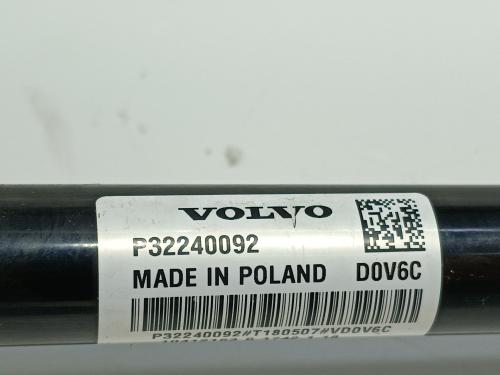 VOLVO
P32240092
MADE IN POLAND D0V6C
P32240092#T180507#VD0V6C